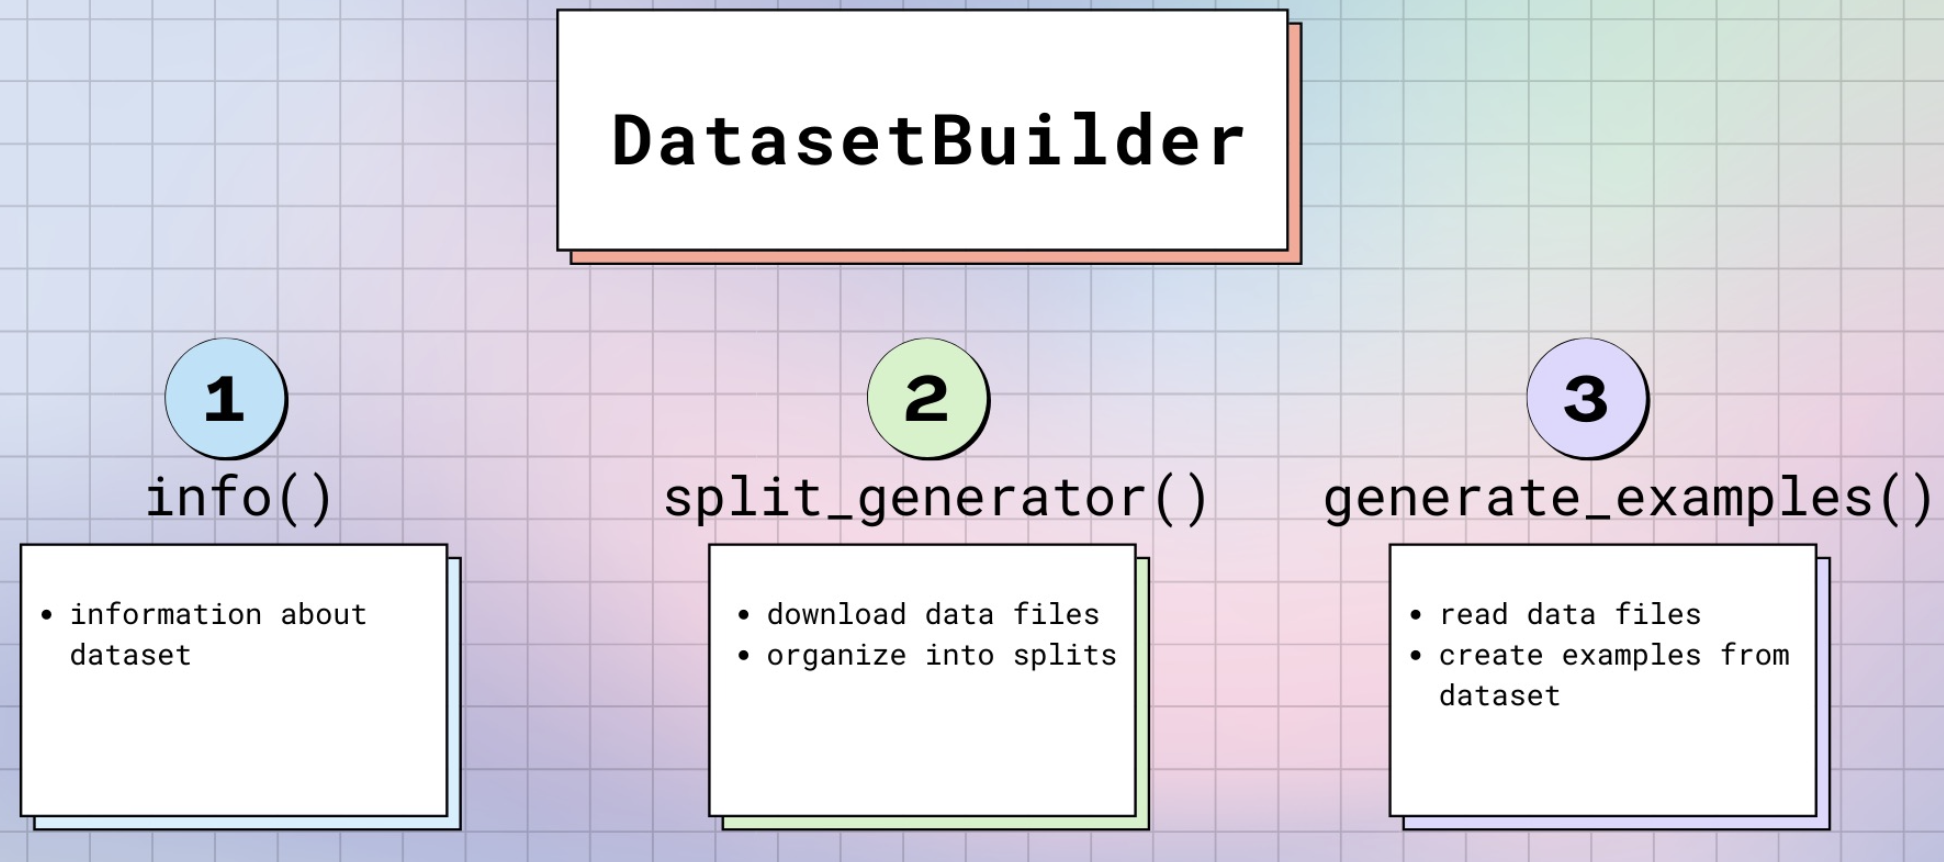 DatasetBuilder
1
info()
• information about
dataset
2
split_generator()
• download data files
• organize into splits
3
generate_examples()
• read data files
• create examples from
dataset